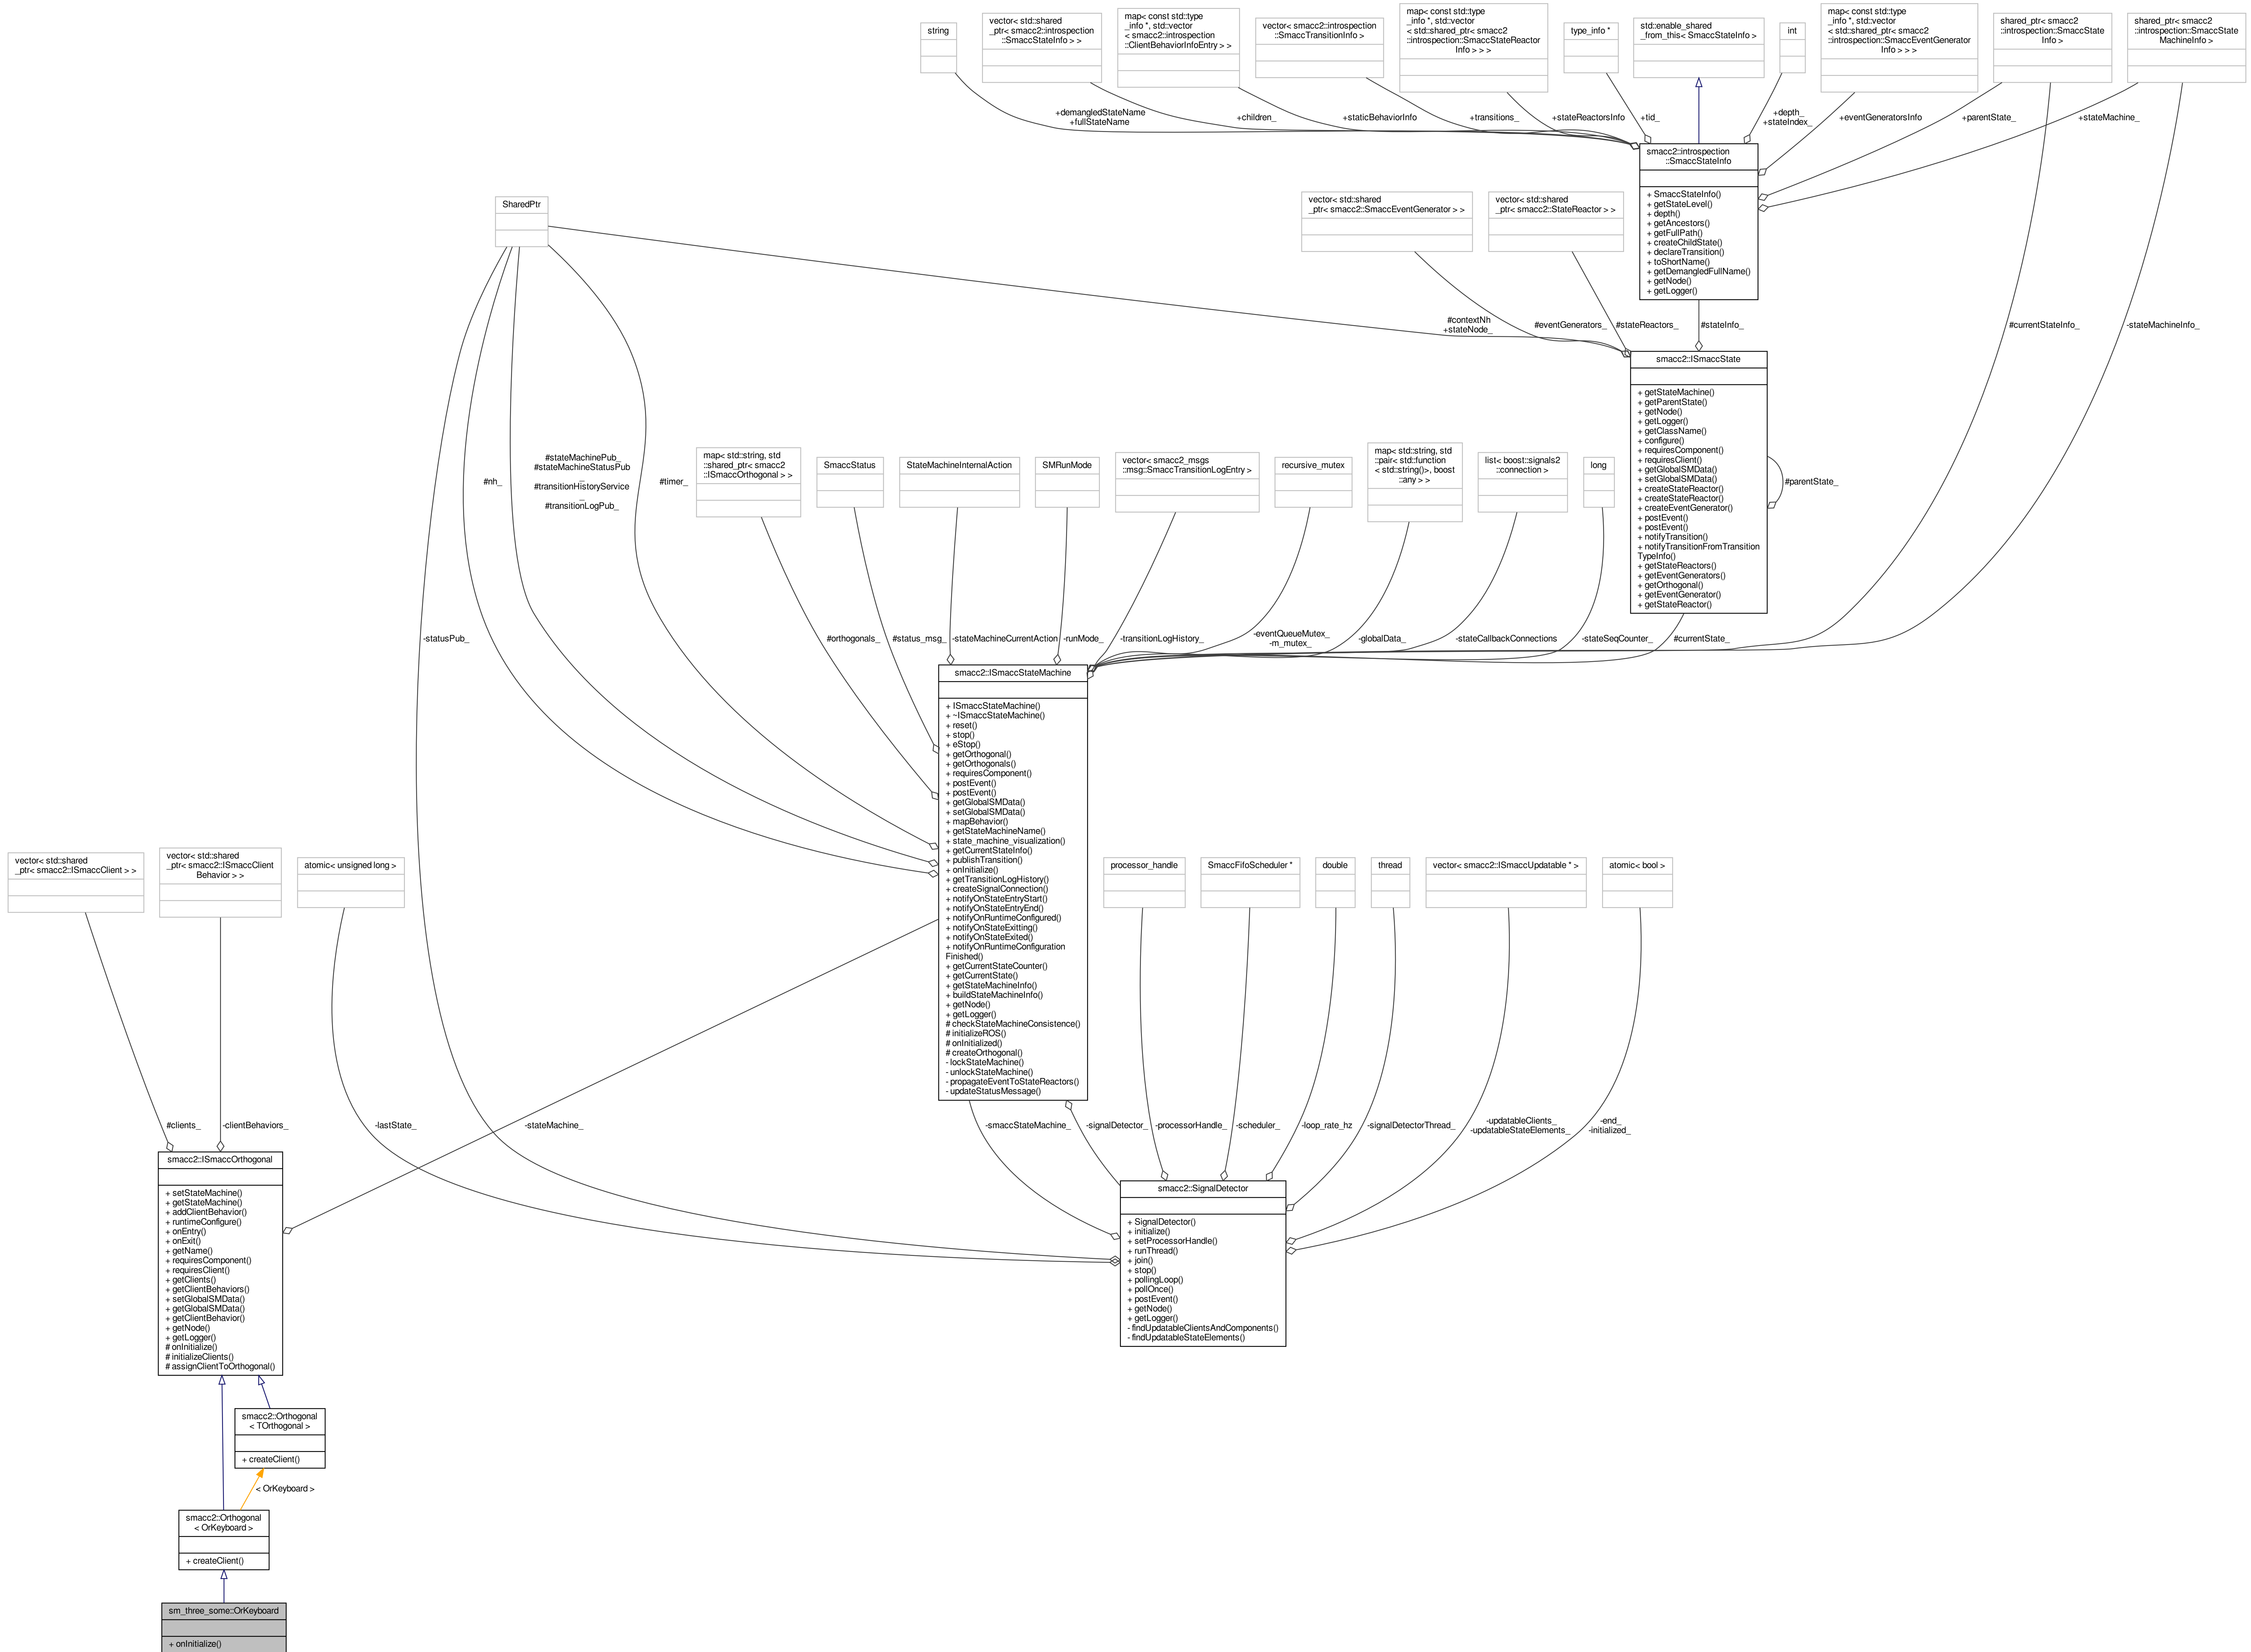 string
vector< std::shared
_ptr< smacc2::introspection
::SmaccStateInfo > >
map< const std::type
_info *, std::vector
< smacc2::introspection
::ClientBehaviorInfoEntry > >
vector< smacc2::introspection
::SmaccTransitionInfo >
map< const std::type
_info *, std::vector
< std::shared_ptr< smacc2
::introspection::SmaccStateReactor
Info > > >
type_info *
std::enable_shared
_from_this< SmaccStateInfo >
int
map< const std::type
_info *, std::vector
< std::shared_ptr< smacc2
::introspection::SmaccEventGenerator
Info > > >
shared_ptr< smacc2
::introspection::SmaccState
Info >
shared_ptr< smacc2
::introspection::SmaccState
MachineInfo >
+demangledStateName
+fullStateName
+children_
+staticBehaviorInfo
+transitions_
+stateReactorsInfo
+tid_
+depth_
+stateIndex_
+eventGeneratorsInfo
+parentState_
+stateMachine_
smacc2::introspection
::SmaccStateInfo
+ SmaccStateInfo()
+ getStateLevel()
+ depth()
+ getAncestors()
+ getFullPath()
+ createChildState()
+ declareTransition()
+ toShortName()
+ getDemangledFullName()
+ getNode()
+ getLogger()
SharedPtr
vector< std::shared
_ptr< smacc2::SmaccEventGenerator > >
vector< std::shared
_ptr< smacc2::StateReactor > >
#contextNh
+stateNode_
#eventGenerators_
#stateReactors_
#stateInfo_
#currentStateInfo_
-stateMachineInfo_
smacc2::ISmaccState
+ getStateMachine()
+ getParentState()
+ getNode()
+ getLogger()
+ getClassName()
+ configure()
+ requiresComponent()
+ requiresClient()
+ getGlobalSMData()
+ setGlobalSMData()
+ createStateReactor()
+ createStateReactor()
+ createEventGenerator()
+ postEvent()
+ postEvent()
+ notifyTransition()
+ notifyTransitionFromTransition
TypeInfo()
+ getStateReactors()
+ getEventGenerators()
+ getOrthogonal()
+ getEventGenerator()
+ getStateReactor()
#parentState_
#nh_
#stateMachinePub_
#stateMachineStatusPub
_
#transitionHistoryService
_
#transitionLogPub_
#timer_
map< std::string, std
::shared_ptr< smacc2
::ISmaccOrthogonal > >
SmaccStatus
StateMachineInternalAction
SMRunMode
vector< smacc2_msgs
::msg::SmaccTransitionLogEntry >
recursive_mutex
map< std::string, std
::pair< std::function
< std::string()>, boost
::any > >
list< boost::signals2
::connection >
long
-statusPub_
#orthogonals_
#status_msg_
-stateMachineCurrentAction
-runMode_
-transitionLogHistory_
-eventQueueMutex_
-m_mutex_
-globalData_
-stateCallbackConnections
-stateSeqCounter_
#currentState_
smacc2::ISmaccStateMachine
+ ISmaccStateMachine()
+ ~ISmaccStateMachine()
+ reset()
+ stop()
+ eStop()
+ getOrthogonal()
+ getOrthogonals()
+ requiresComponent()
+ postEvent()
+ postEvent()
+ getGlobalSMData()
+ setGlobalSMData()
+ mapBehavior()
+ getStateMachineName()
+ state_machine_visualization()
+ getCurrentStateInfo()
+ publishTransition()
+ onInitialize()
+ getTransitionLogHistory()
+ createSignalConnection()
+ notifyOnStateEntryStart()
+ notifyOnStateEntryEnd()
+ notifyOnRuntimeConfigured()
+ notifyOnStateExitting()
+ notifyOnStateExited()
+ notifyOnRuntimeConfiguration
Finished()
+ getCurrentStateCounter()
+ getCurrentState()
+ getStateMachineInfo()
+ buildStateMachineInfo()
+ getNode()
+ getLogger()
# checkStateMachineConsistence()
# initializeROS()
# onInitialized()
# createOrthogonal()
- lockStateMachine()
- unlockStateMachine()
- propagateEventToStateReactors()
- updateStatusMessage()
vector< std::shared
_ptr< smacc2::ISmaccClient > >
vector< std::shared
_ptr< smacc2::ISmaccClient
Behavior > >
atomic< unsigned long >
processor_handle
SmaccFifoScheduler *
double
thread
vector< smacc2::ISmaccUpdatable * >
atomic< bool >
#clients_
-clientBehaviors_
-lastState_
-stateMachine_
-smaccStateMachine_
-signalDetector_
-processorHandle_
-scheduler_
-loop_rate_hz
-signalDetectorThread_
-updatableClients_
-updatableStateElements_
-end_
-initialized_
smacc2::ISmaccOrthogonal
+ setStateMachine()
+ getStateMachine()
+ addClientBehavior()
+ runtimeConfigure()
+ onEntry()
+ onExit()
+ getName()
+ requiresComponent()
+ requiresClient()
+ getClients()
+ getClientBehaviors()
+ setGlobalSMData()
+ getGlobalSMData()
+ getClientBehavior()
+ getNode()
+ getLogger()
# onInitialize()
# initializeClients()
# assignClientToOrthogonal()
smacc2::SignalDetector
+ SignalDetector()
+ initialize()
+ setProcessorHandle()
+ runThread()
+ join()
+ stop()
+ pollingLoop()
+ pollOnce()
+ postEvent()
+ getNode()
+ getLogger()
- findUpdatableClientsAndComponents()
- findUpdatableStateElements()
smacc2::Orthogonal
< TOrthogonal >
+ createClient()
< OrKeyboard >
smacc2::Orthogonal
< OrKeyboard >
+ createClient()
sm_three_some::OrKeyboard
+ onInitialize()